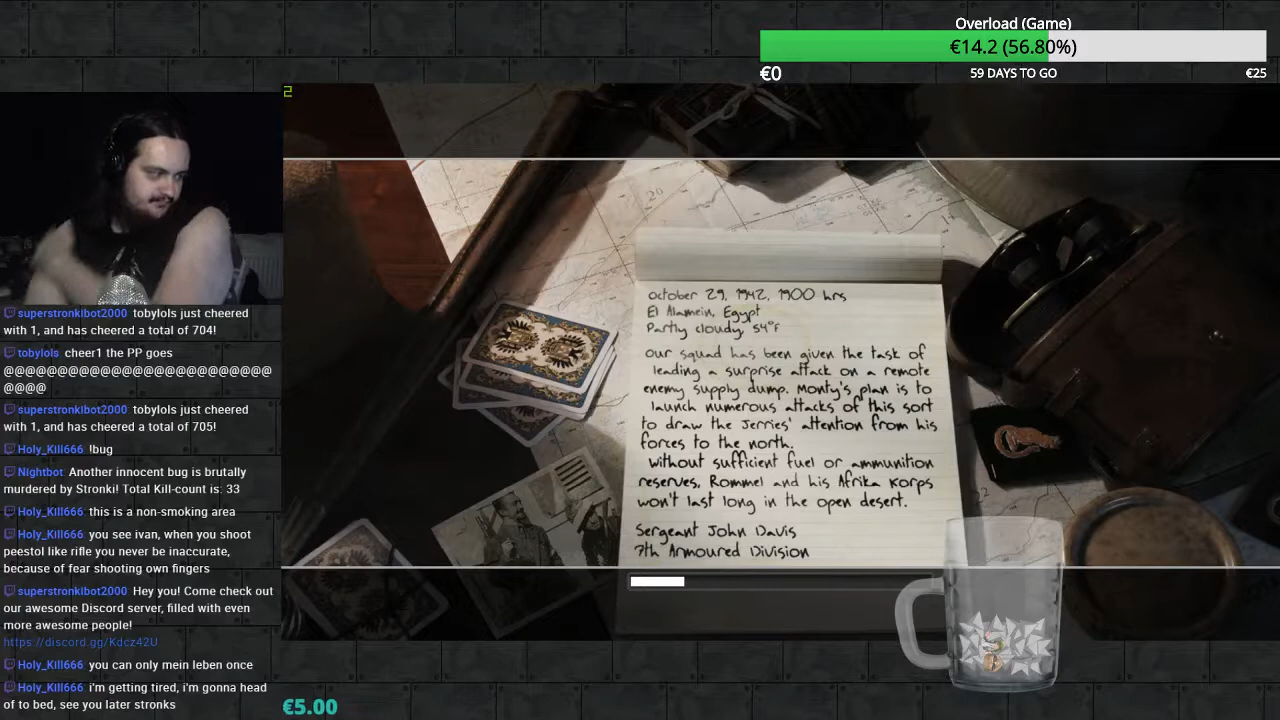 Overload (Game)
€14.2 (56.80%)
€0
59 DAYS TO GO
€25
2
superstronkIbot2000 tobylols just cheered
with 1, and has cheered a total of 704!
tobylols cheer1 the PP goes
@@@@@@@@@@@@@@@@@@@@@@@@@
@@@@
superstronkIbot2000 tobylols just cheered
with 1, and has cheered a total of 705!
Holy_Kill666 !bug
Nightbot Another innocent bug is brutally
murdered by Stronki! Total Kill-count is: 33
Holy_Kill666 this is a non-smoking area
Holy_Kill666 you see ivan, when you shoot
peestol like rifle you never be inaccurate,
because of fear shooting own fingers
superstronkIbot2000 Hey you! Come check out
our awesome Discord server, filled with even
more awesome people!
https://discord.gg/Kdcz42U
Holy_Kill666 you can only mein leben once
Holy_Kill666 i'm getting tired, i'm gonna head
of to bed, see you later stronks
October 29, 1942, 1900 hrs
El Alamein, Egypt
Partly cloudy, 54°F
Our squad has been given the task of
leading a surprise attack on a remote
enemy supply dump. Monty's plan is to
launch numerous attacks of this sort
to draw the Jerries' attention from his
forces to the north.
Without sufficient fuel or ammunition
reserves, Rommel and his Afrika Korps
won't last long in the open desert.
Sergeant John Davis
7th Armoured Division
20
22
€5.00